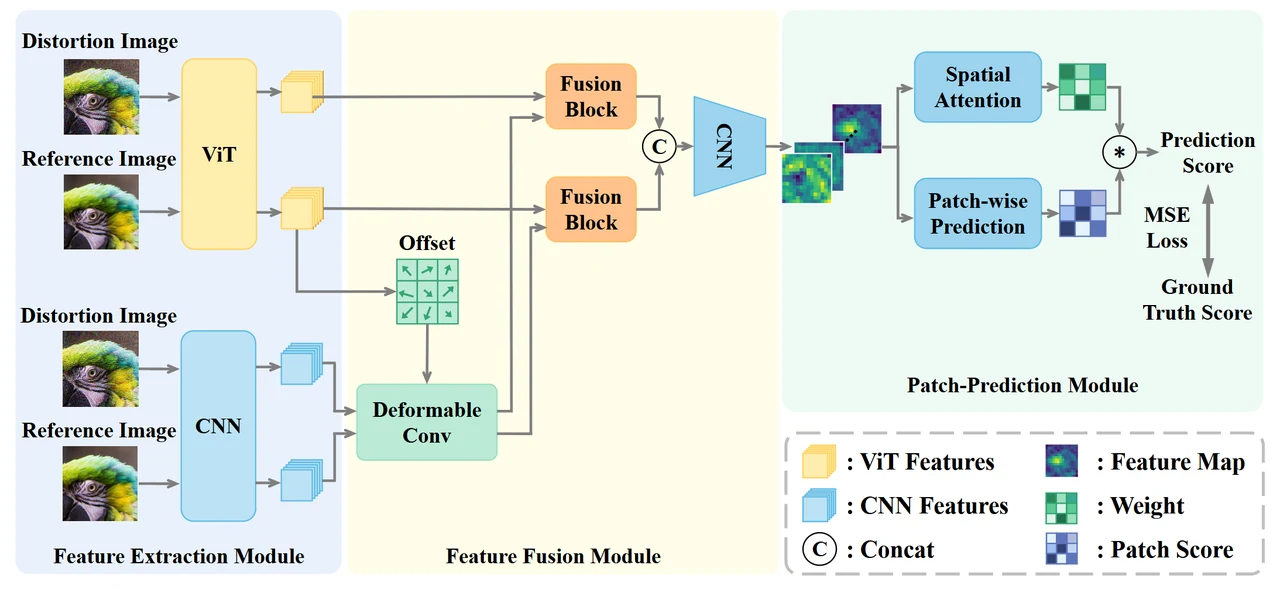 Distortion Image
ViT
Reference Image
Distortion Image
CNN
Reference Image
Feature Extraction Module
Offset
Deformable
Conv
Fusion
Block
Fusion
Block
C
CNN
Feature Fusion Module
Spatial
Attention
Patch-wise
Prediction
*
Prediction
Score
MSE
Loss
Ground
Truth Score
Patch-Prediction Module
: ViT Features
: Feature Map
: CNN Features
: Weight
C : Concat
: Patch Score